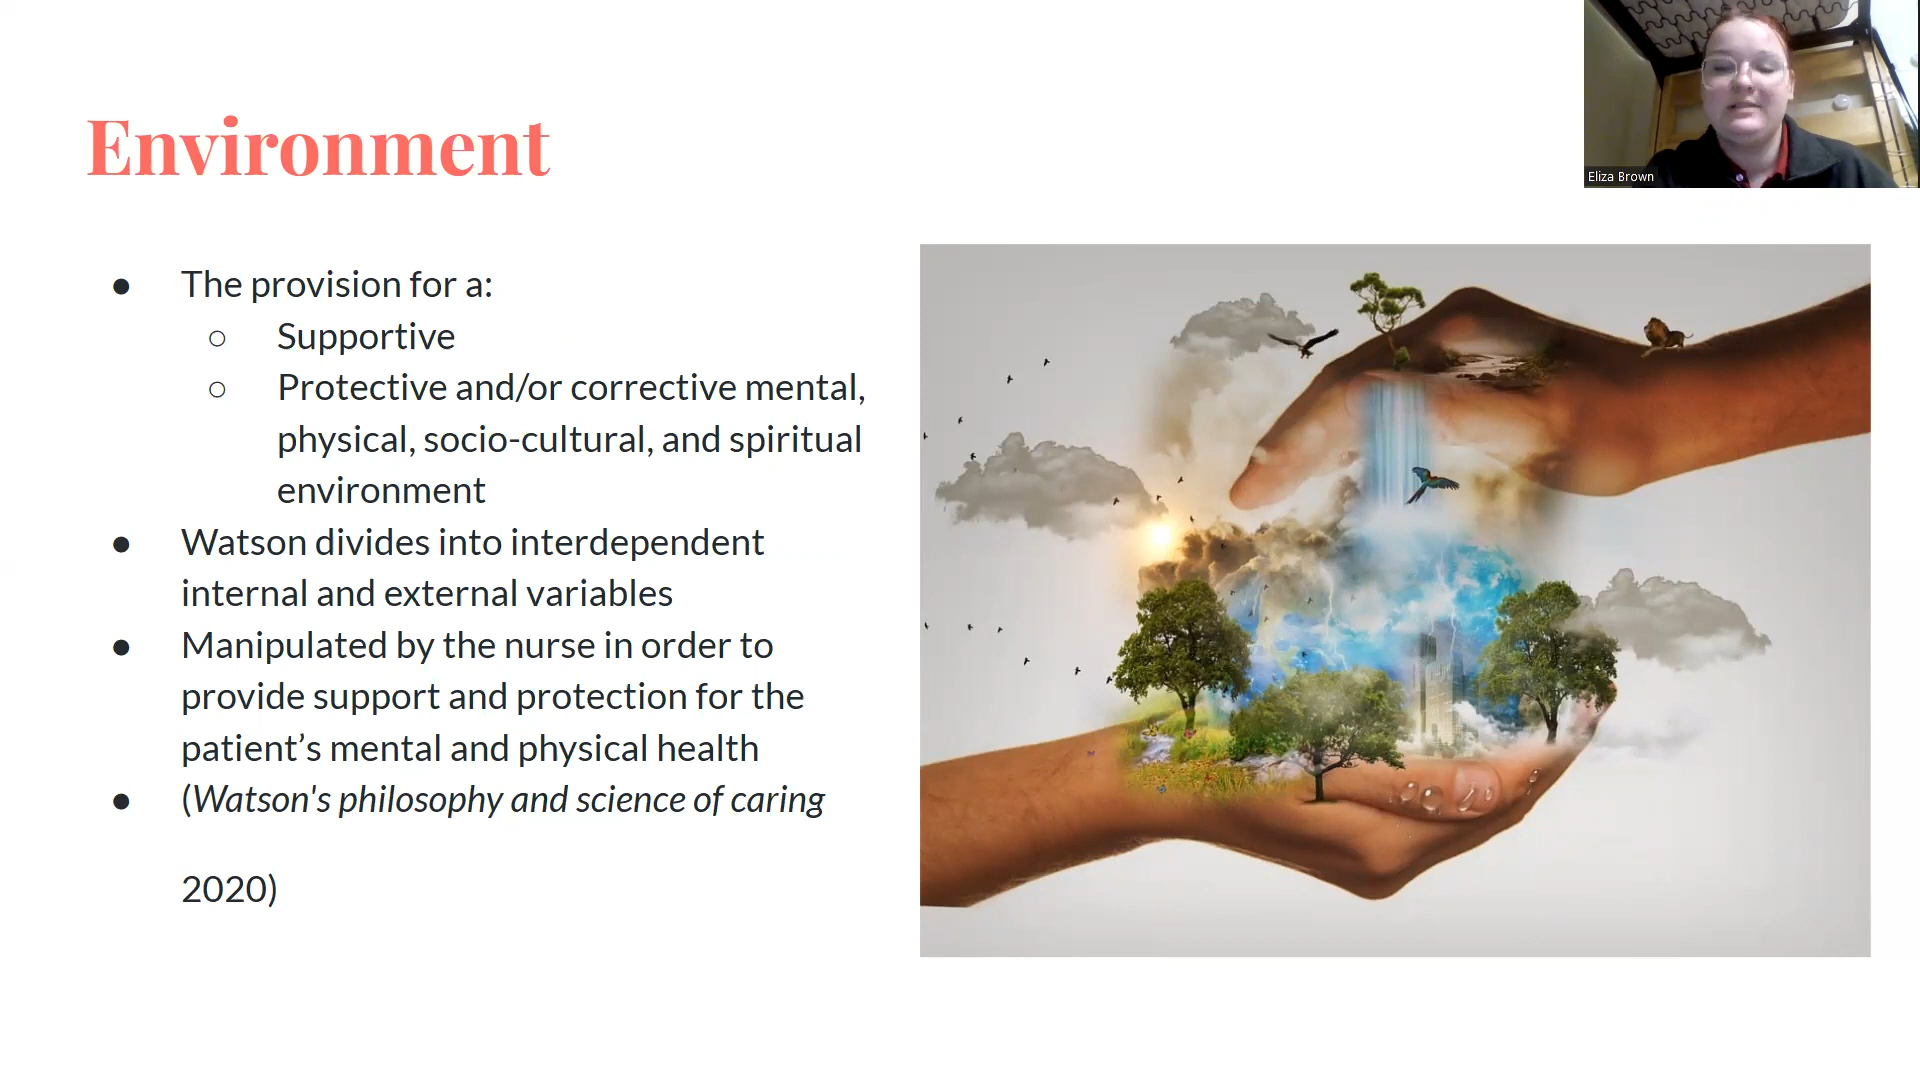 Environment
● The provision for a:
○ Supportive
○ Protective and/or corrective mental,
physical, socio-cultural, and spiritual
environment
● Watson divides into interdependent
internal and external variables
● Manipulated by the nurse in order to
provide support and protection for the
patient’s mental and physical health
● (Watson's philosophy and science of caring
2020)
Eliza Brown